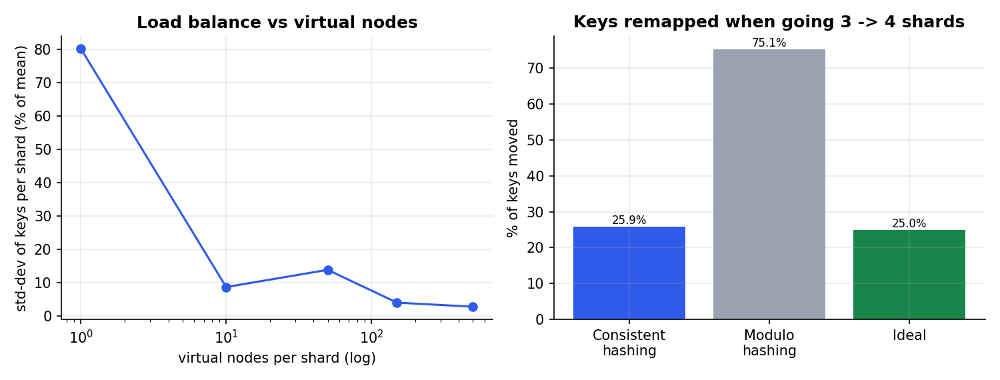 Load balance vs virtual nodes
std-dev of keys per shard (% of mean)
80
70
60
50
40
30
20
10
0
10⁰
10¹
10²
virtual nodes per shard (log)
Keys remapped when going 3 -> 4 shards
% of keys moved
70
60
50
40
30
20
10
0
25.9%
75.1%
25.0%
Consistent
hashing
Modulo
hashing
Ideal